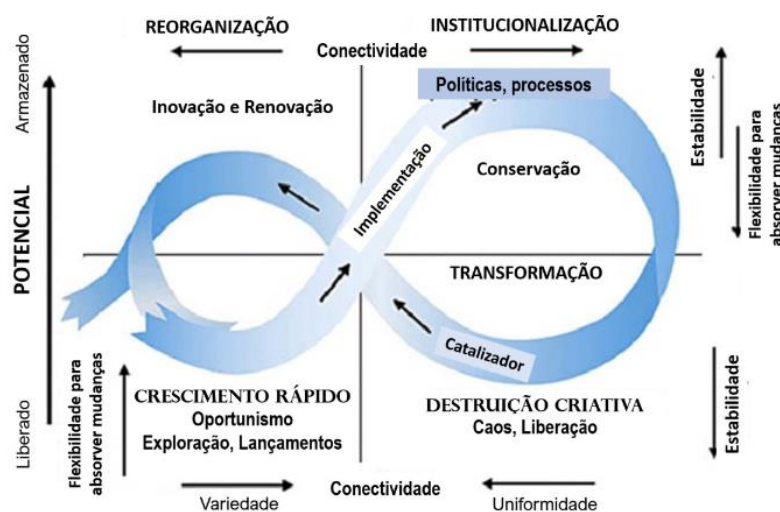 REORGANIZAÇÃO
INSTITUCIONALIZAÇÃO
Conectividade
Armazenado
POTENCIAL
Liberado
Inovação e Renovação
Políticas, processos
Implementação
Conservação
Estabilidade
Flexibilidade para
absorver mudanças
TRANSFORMAÇÃO
Catalizador
Flexibilidade para
absorver mudanças
CRESCIMENTO RÁPIDO
Oportunismo
Exploração, Lançamentos
DESTRUIÇÃO CRIATIVA
Caos, Liberação
Estabilidade
Variedade
Conectividade
Uniformidade